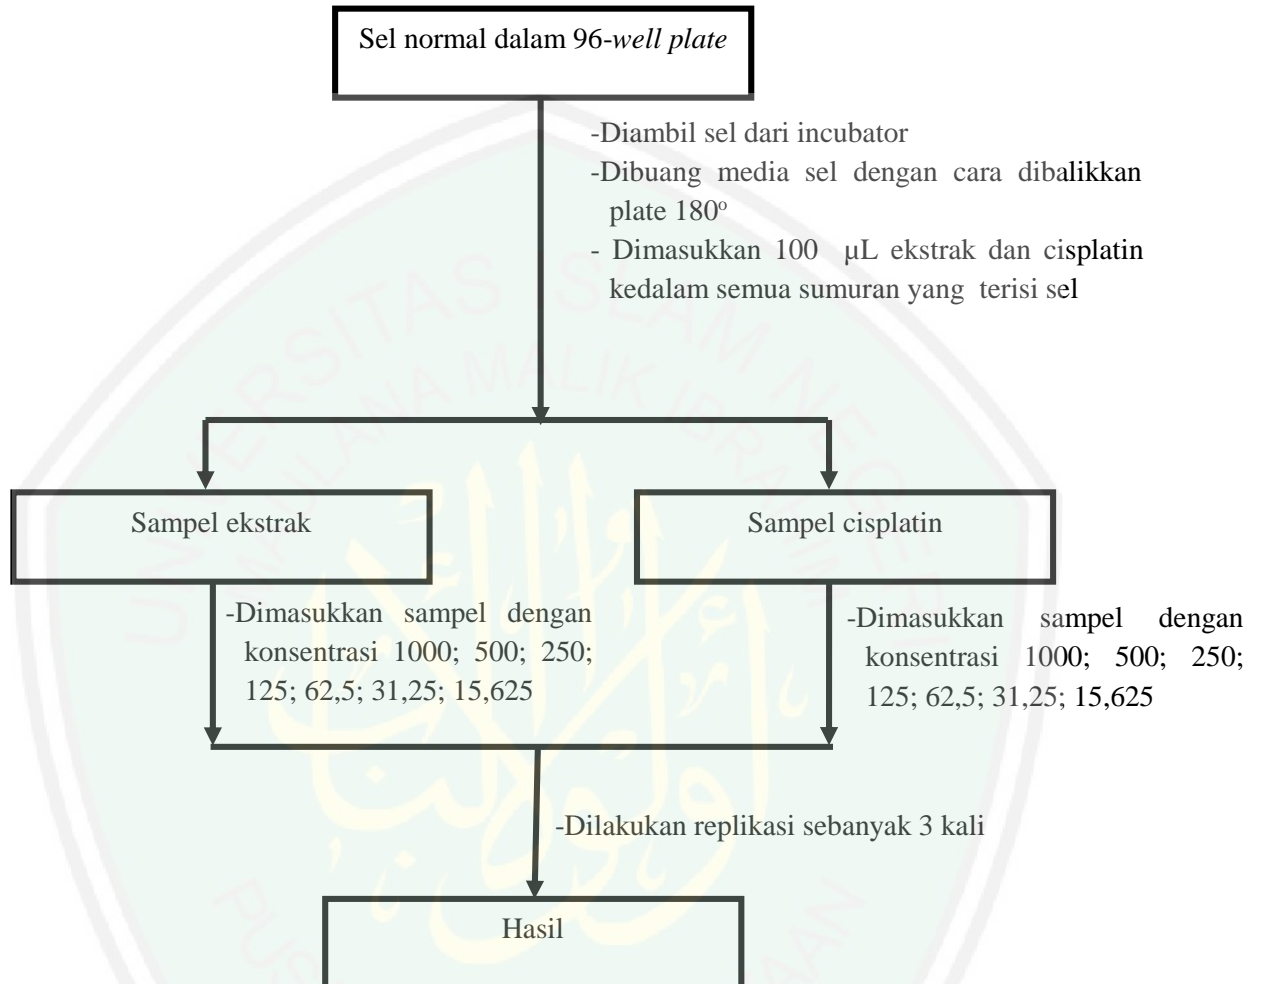 Sel normal dalam 96-well plate
-Diambil sel dari incubator
-Dibuang media sel dengan cara dibalikkan
plate 180º
- Dimasukkan 100 µL ekstrak dan cisplatin
kedalam semua sumuran yang terisi sel
Sampel ekstrak
Sampel cisplatin
-Dimasukkan sampel dengan
konsentrasi 1000; 500; 250;
125; 62,5; 31,25; 15,625
-Dimasukkan sampel dengan
konsentrasi 1000; 500; 250;
125; 62,5; 31,25; 15,625
-Dilakukan replikasi sebanyak 3 kali
Hasil
MAULANA MALIK IBRAHIM